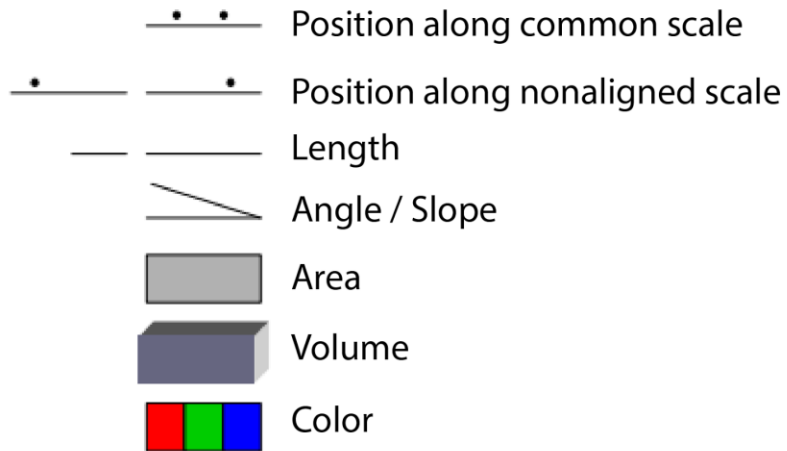 Position along common scale
Position along nonaligned scale
Length
Angle / Slope
Area
Volume
Color